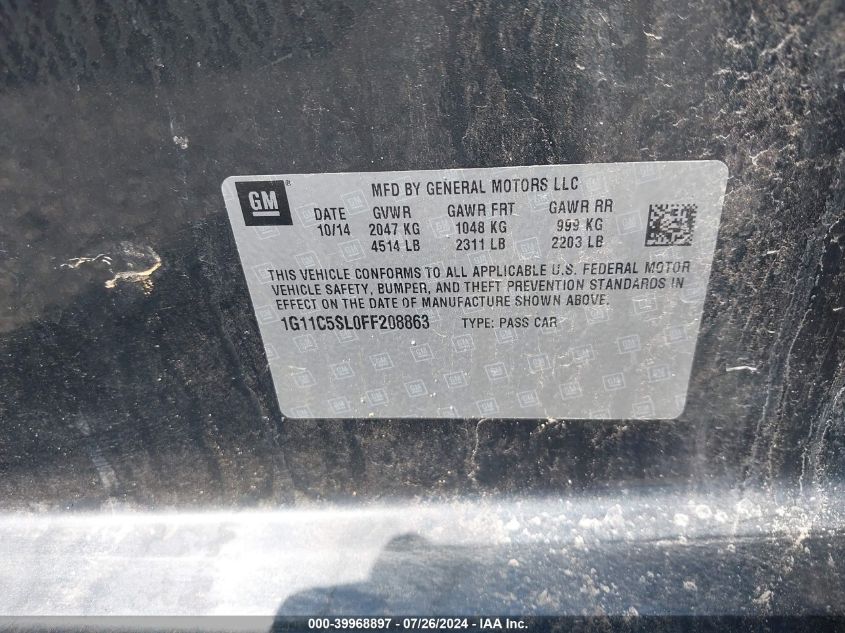 GM®
MFD BY GENERAL MOTORS LLC
DATE GVWR GAWR FRT GAWR RR
10/14 2047 KG 1048 KG 999 KG
4514 LB 2311 LB 2203 LB
THIS VEHICLE CONFORMS TO ALL APPLICABLE U.S. FEDERAL MOTOR
VEHICLE SAFETY, BUMPER, AND THEFT PREVENTION STANDARDS IN
EFFECT ON THE DATE OF MANUFACTURE SHOWN ABOVE.
1G11C5SL0FF208863 TYPE: PASS CAR
000-39968897 - 07/26/2024 - IAA Inc.